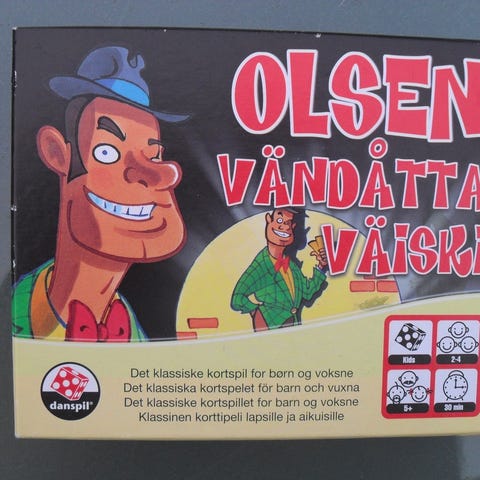 OLSEN
VÄNDÅTTA
VÄISKI
Det klassiske kortspil for børn og voksne
Det klassiska kortspelet för barn och vuxna
Det klassiske kortspillet for barn og voksne
Klassinen korttipeli lapsille ja aikuisille
danspil®
Kids
2-4
5+
30 min